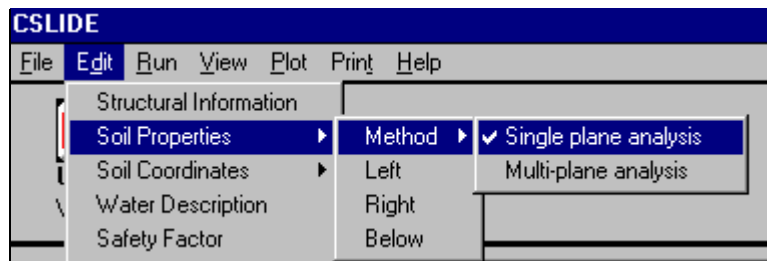 CSLIDE
File Edit Run View Plot Print Help
Structural Information
Soil Properties Method Single plane analysis
Soil Coordinates Left Multi-plane analysis
Water Description Right
Safety Factor Below